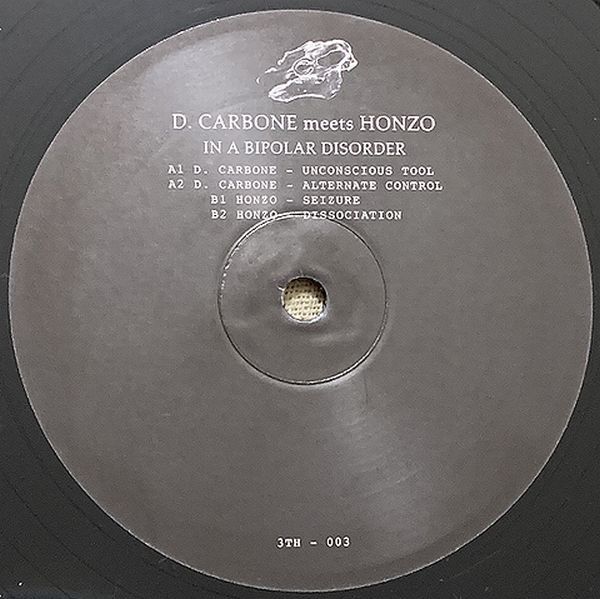 D. CARBONE meets HONZO
IN A BIPOLAR DISORDER
A1 D. CARBONE - UNCONSCIOUS TOOL
A2 D. CARBONE - ALTERNATE CONTROL
B1 HONZO - SEIZURE
B2 HONZO - DISSOCIATION
3TH - 003